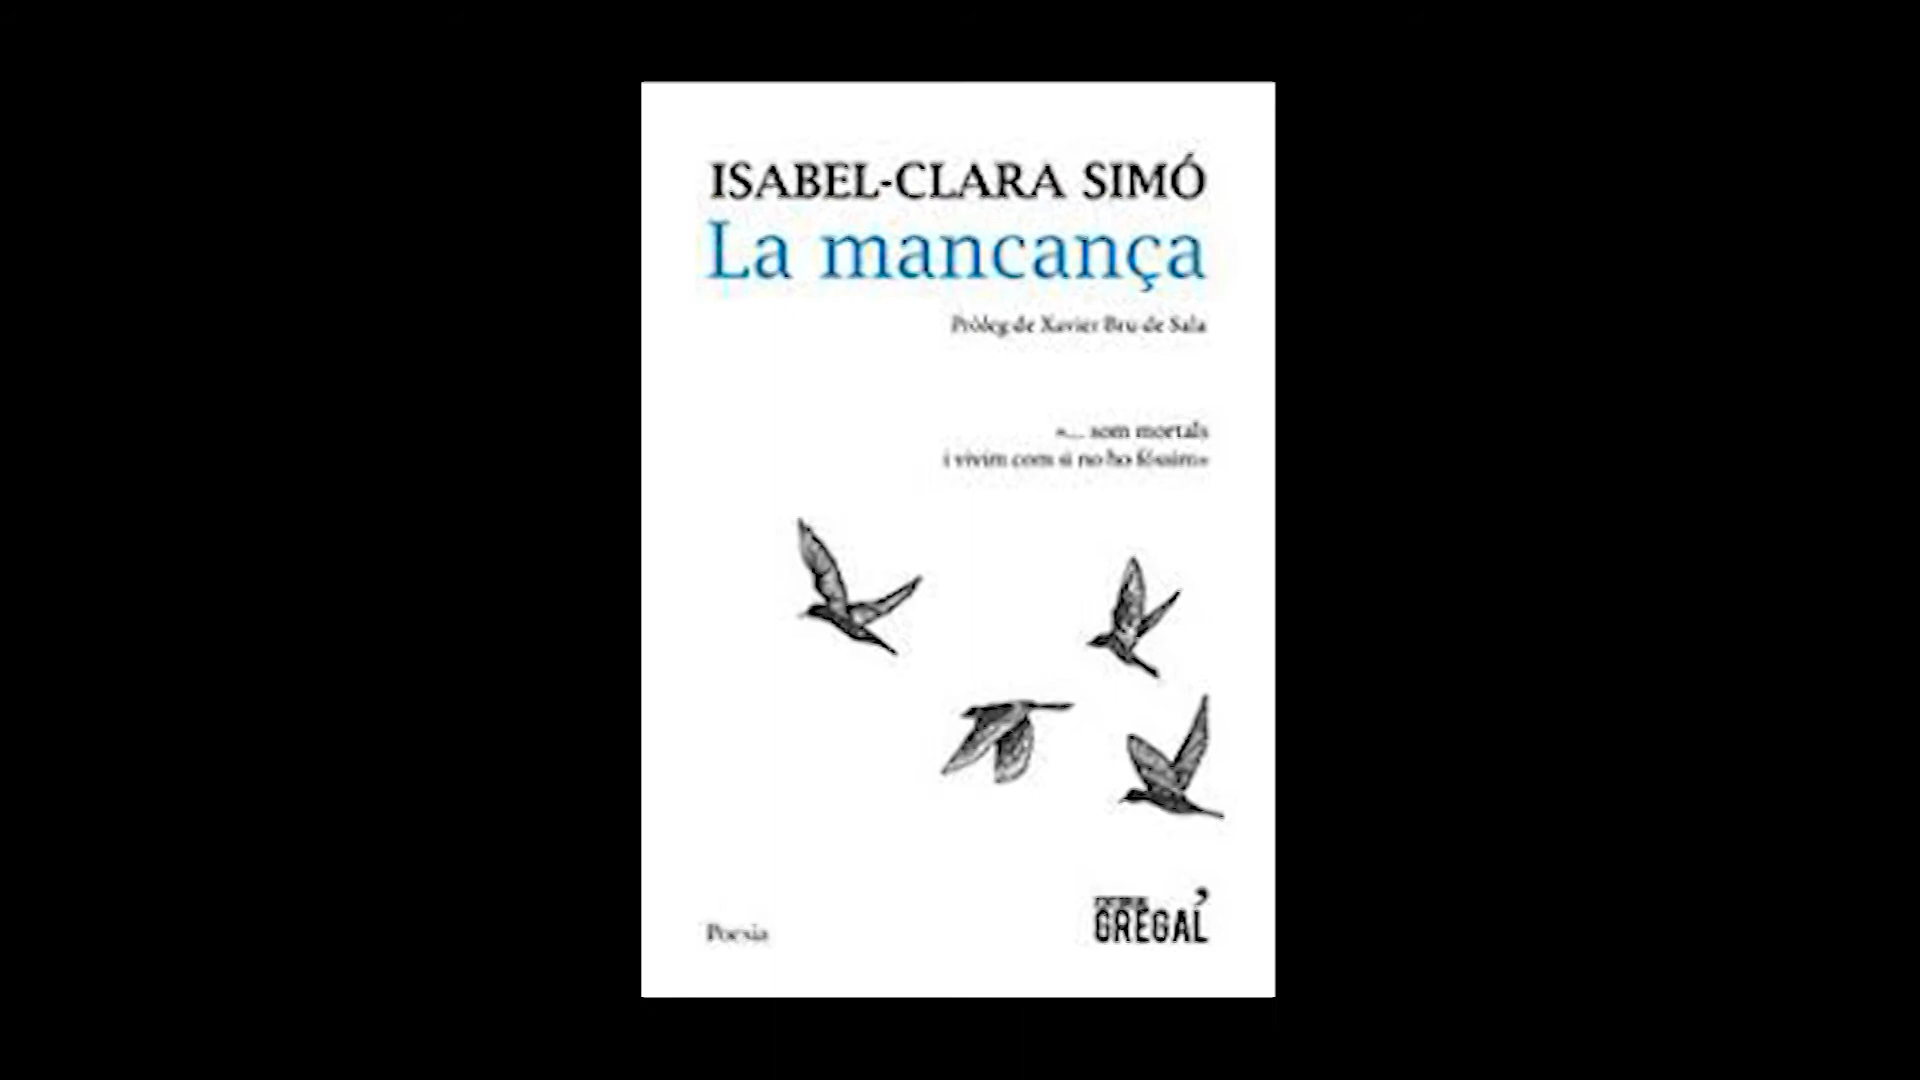 ISABEL-CLARA SIMÓ
La mancança
Pròleg de Xavier Bru de Sala
«... som mortals
i vivim com si no ho fóssim»
Poesia
EDITORIAL
GREGAL